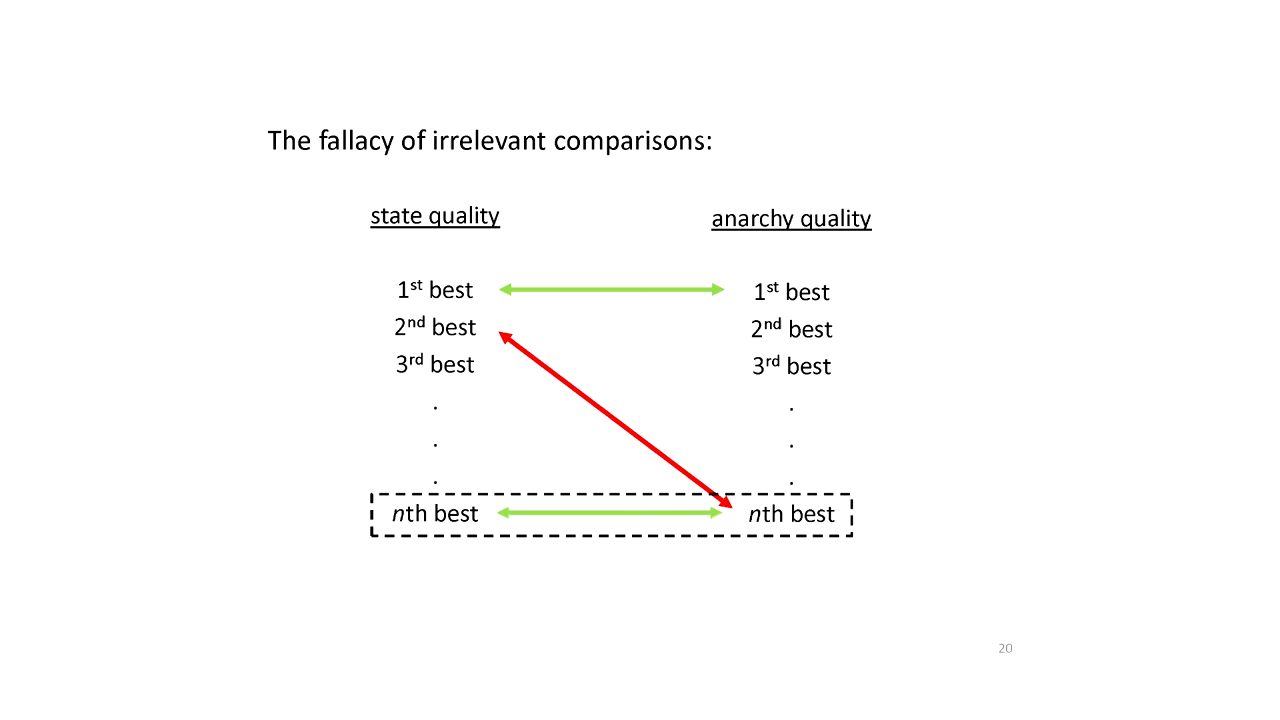 The fallacy of irrelevant comparisons:
state quality anarchy quality
1st best 1st best
2nd best 2nd best
3rd best 3rd best
. .
. .
. .
nth best nth best
20